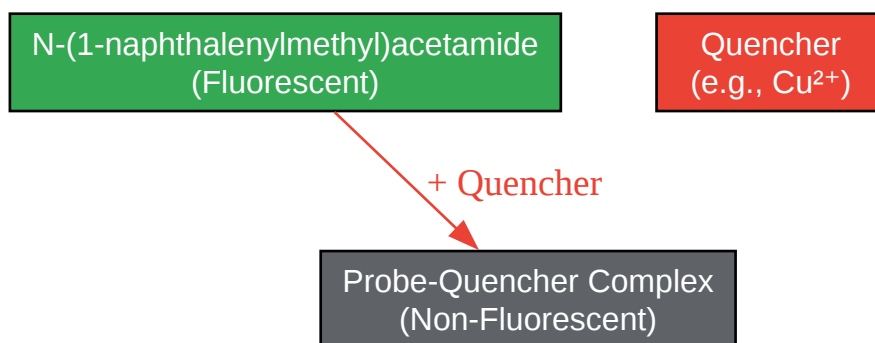 N-(1-naphthalenylmethyl)acetamide
(Fluorescent)
Quencher
(e.g., Cu²⁺)
+ Quencher
Probe-Quencher Complex
(Non-Fluorescent)